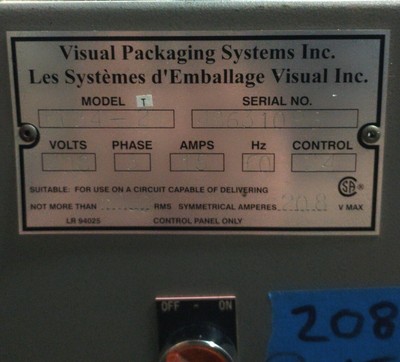 Visual Packaging Systems Inc.
Les Systèmes d'Emballage Visual Inc.
MODEL T SERIAL NO.
VOLTS PHASE AMPS Hz CONTROL
SUITABLE: FOR USE ON A CIRCUIT CAPABLE OF DELIVERING
NOT MORE THAN RMS SYMMETRICAL AMPERES 208 V MAX
LR 94025 CONTROL PANEL ONLY
OFF - ON
208